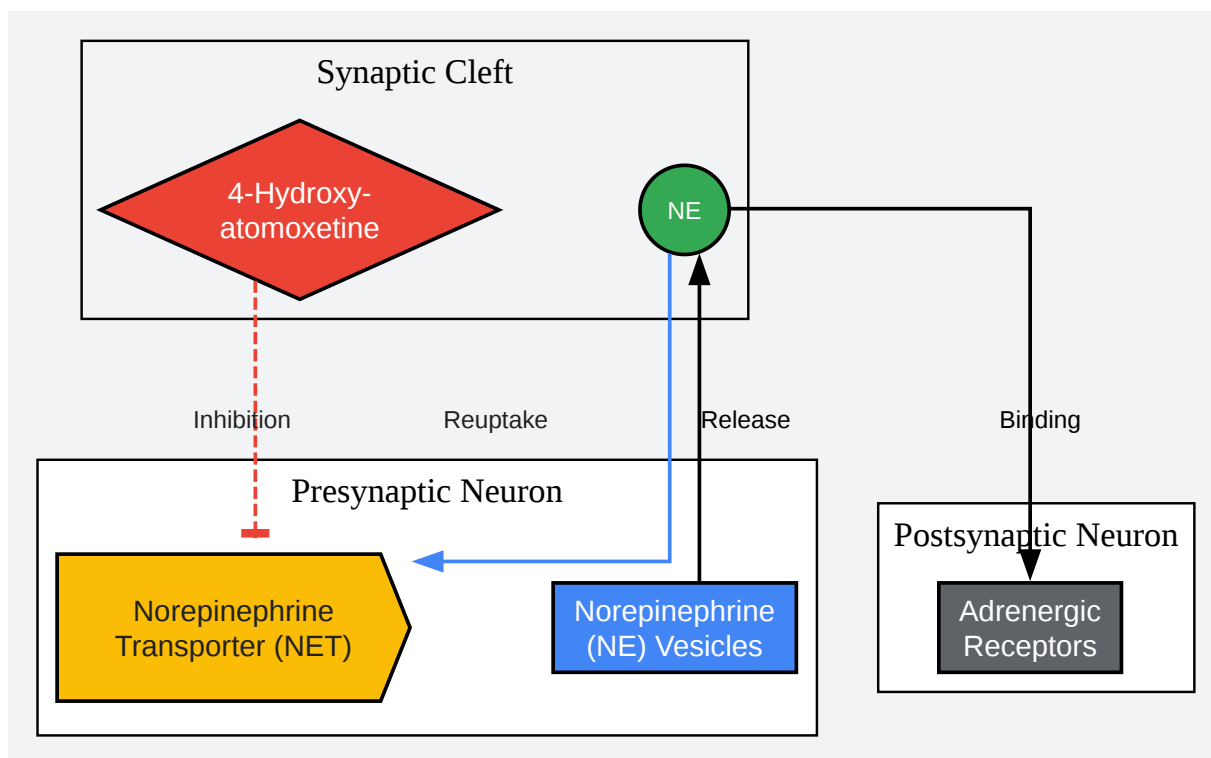 Synaptic Cleft
4-Hydroxy-
atomoxetine
NE
Inhibition
Reuptake
Release
Binding
Presynaptic Neuron
Postsynaptic Neuron
Norepinephrine
Transporter (NET)
Norepinephrine
(NE) Vesicles
Adrenergic
Receptors